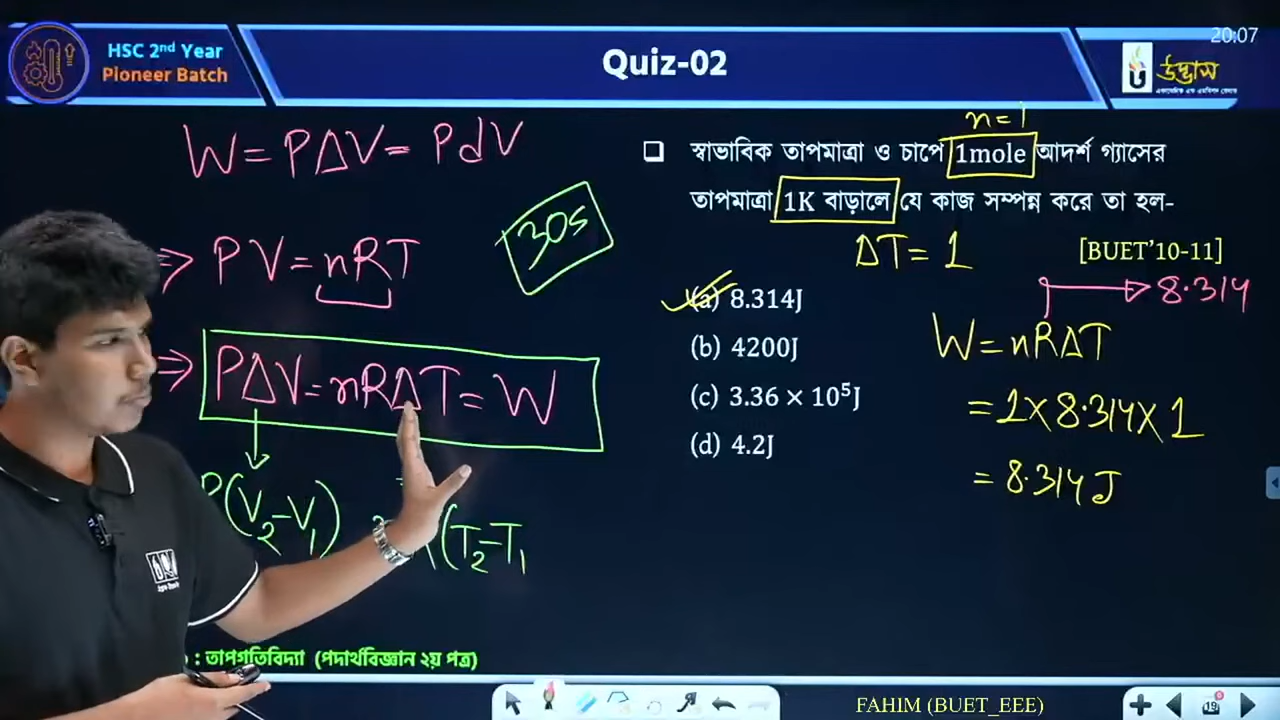 20:07
HSC 2nd Year
Pioneer Batch
Quiz-02
উদ্ভাস
W = PΔV = PdV
⇒ PV = nRT
30s
⇒ PΔV = nRΔT = W
P(V₂-V₁)
(T₂-T₁
n = 1
❑ স্বাভাবিক তাপমাত্রা ও চাপে 1mole আদর্শ গ্যাসের
তাপমাত্রা 1K বাড়ালে যে কাজ সম্পন্ন করে তা হল-
ΔT = 1
[BUET'10-11]
8.314
(a) 8.314J
(b) 4200J
(c) 3.36 × 10⁵J
(d) 4.2J
W = nRΔT
= 1×8.314×1
= 8.314 J
: তাপগতিবিদ্যা (পদার্থবিজ্ঞান ২য় পত্র)
FAHIM (BUET_EEE)
19